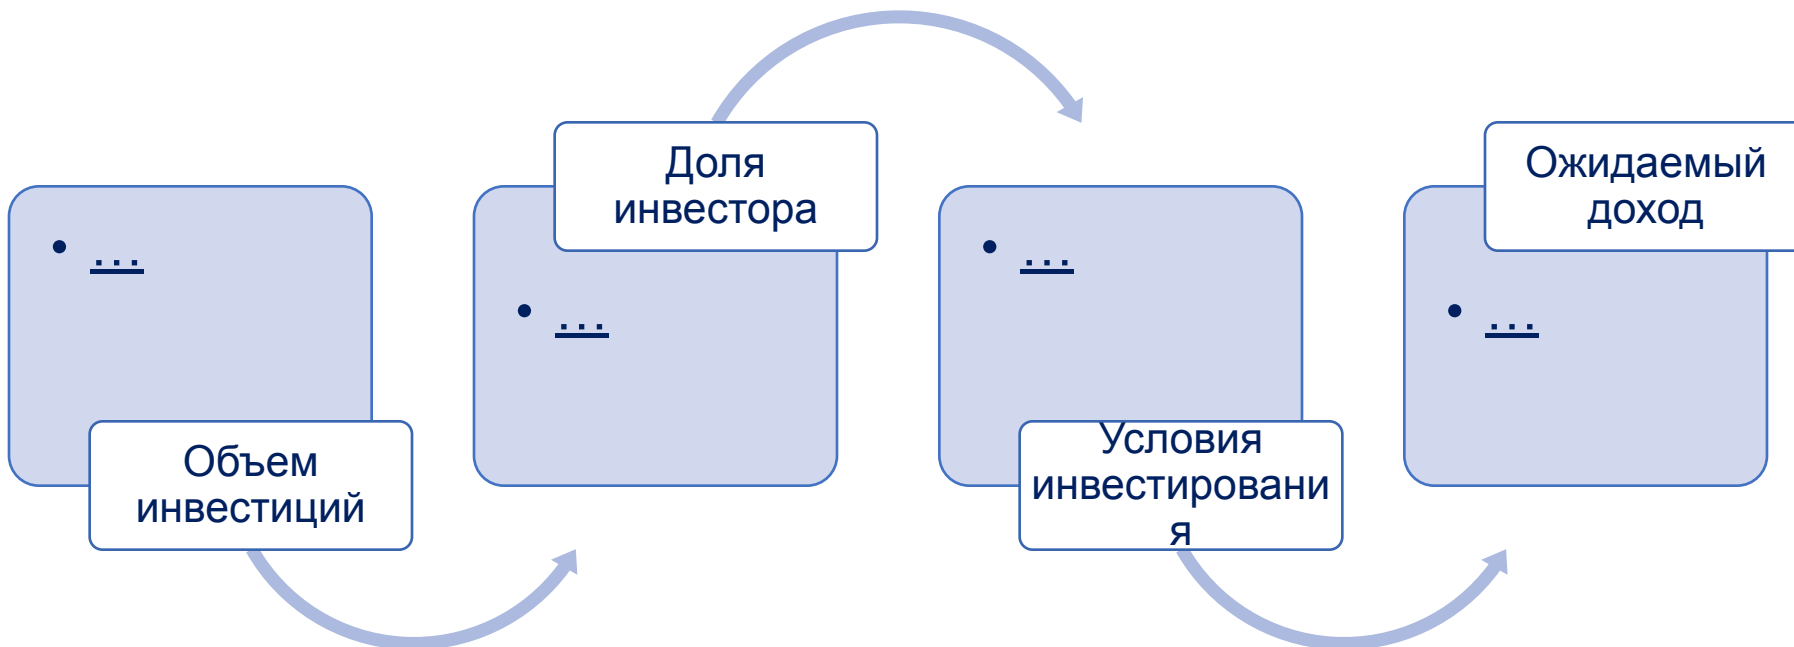 • ...
Объем
инвестиций
Доля
инвестора
• ...
• ...
Условия
инвестировани
я
Ожидаемый
доход
• ...